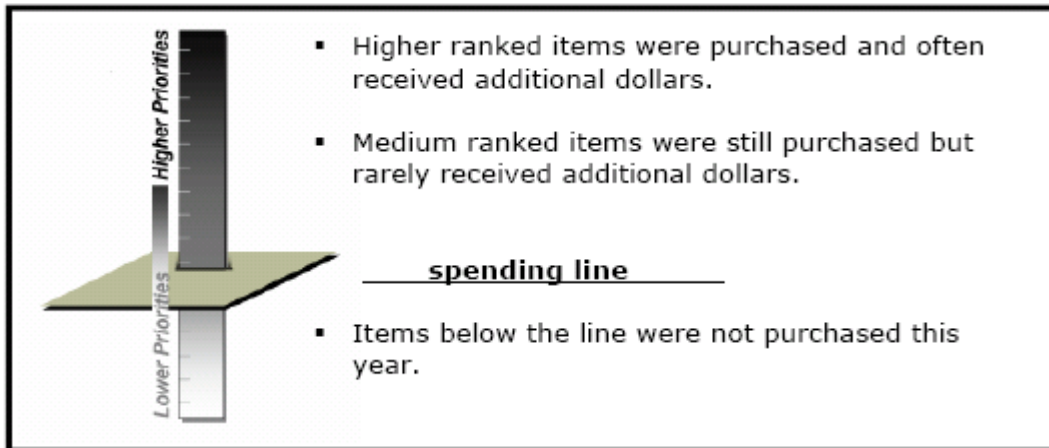 Higher Priorities
Lower Priorities
▪ Higher ranked items were purchased and often
received additional dollars.
▪ Medium ranked items were still purchased but
rarely received additional dollars.
spending line
▪ Items below the line were not purchased this
year.